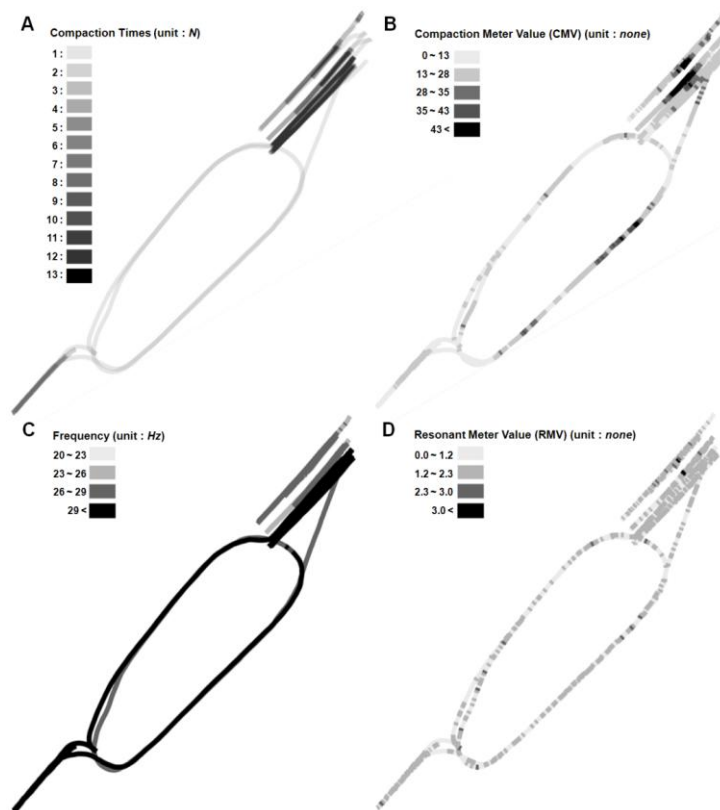 A
Compaction Times (unit : N)
1 :
2 :
3 :
4 :
5 :
6 :
7 :
8 :
9 :
10 :
11 :
12 :
13 :
B
Compaction Meter Value (CMV) (unit : none)
0 ~ 13
13 ~ 28
28 ~ 35
35 ~ 43
43 <
C
Frequency (unit : Hz)
20 ~ 23
23 ~ 26
26 ~ 29
29 <
D
Resonant Meter Value (RMV) (unit : none)
0.0 ~ 1.2
1.2 ~ 2.3
2.3 ~ 3.0
3.0 <